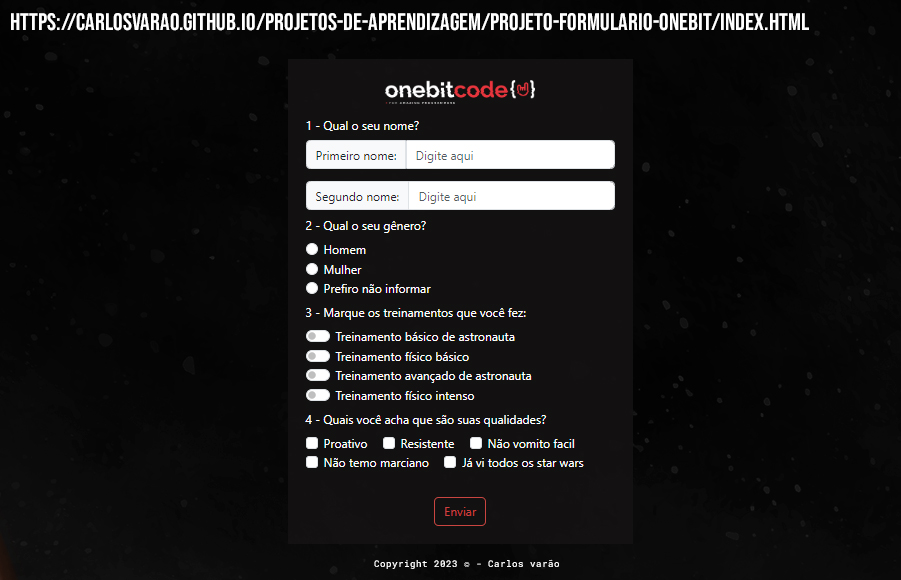 HTTPS://CARLOSVARAO.GITHUB.IO/PROJETOS-DE-APRENDIZAGEM/PROJETO-FORMULARIO-ONEBIT/INDEX.HTML
onebitcode{}
1 - Qual o seu nome?
Primeiro nome: Digite aqui
Segundo nome: Digite aqui
2 - Qual o seu gênero?
Homem
Mulher
Prefiro não informar
3 - Marque os treinamentos que você fez:
Treinamento básico de astronauta
Treinamento físico básico
Treinamento avançado de astronauta
Treinamento físico intenso
4 - Quais você acha que são suas qualidades?
Proativo Resistente Não vomito facil
Não temo marciano Já vi todos os star wars
Enviar
Copyright 2023 © - Carlos varão